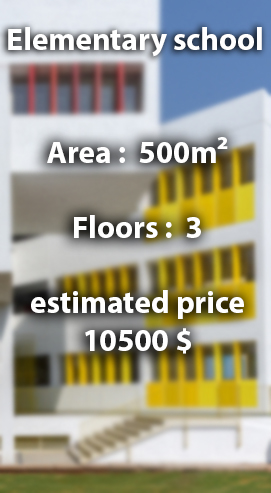 Elementary school
Area : 500m²
Floors : 3
estimated price
10500 $